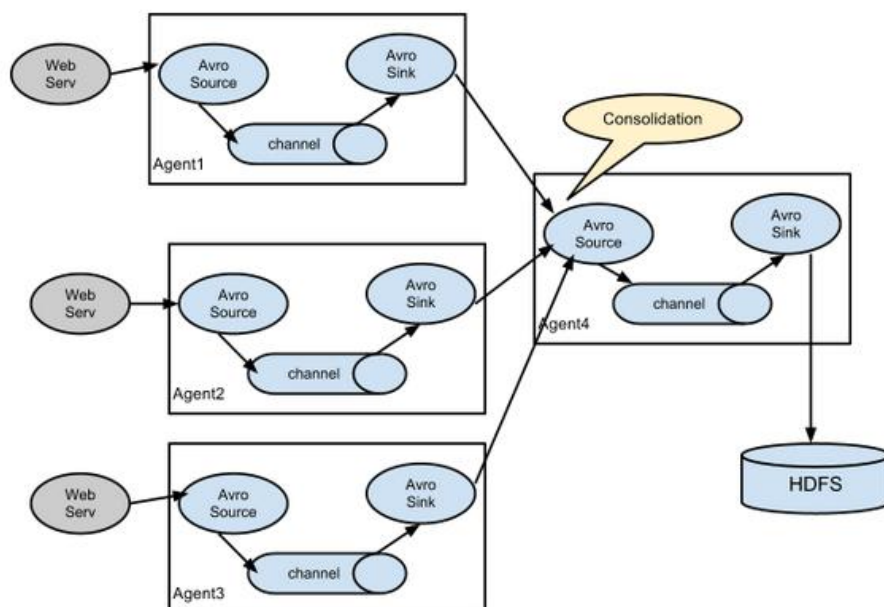 Web
Serv
Avro
Source
Avro
Sink
channel
Agent1
Consolidation
Web
Serv
Avro
Source
Avro
Sink
channel
Agent2
Avro
Source
Avro
Sink
channel
Agent4
Web
Serv
Avro
Source
Avro
Sink
channel
Agent3
HDFS